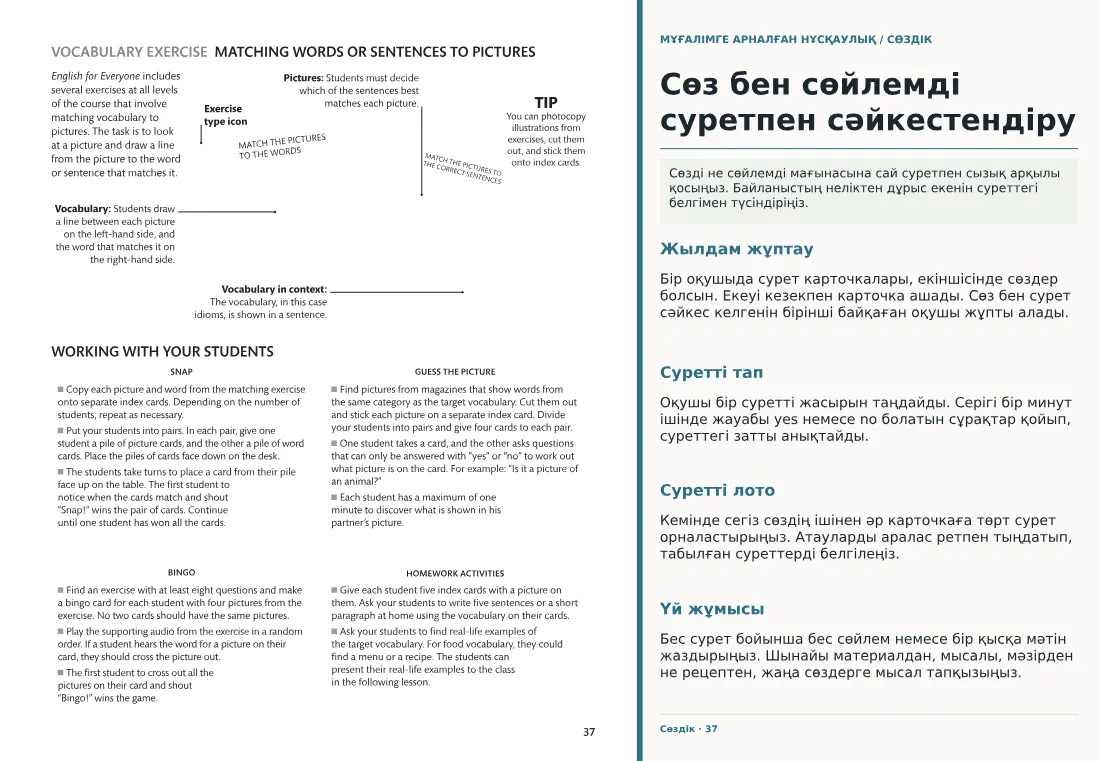 VOCABULARY EXERCISE MATCHING WORDS OR SENTENCES TO PICTURES
English for Everyone includes
several exercises at all levels
of the course that involve
matching vocabulary to
pictures. The task is to look
at a picture and draw a line
from the picture to the word
or sentence that matches it.
Exercise
type icon
MATCH THE PICTURES
TO THE WORDS
Pictures: Students must decide
which of the sentences best
matches each picture.
MATCH THE PICTURES TO
THE CORRECT SENTENCES
TIP
You can photocopy
illustrations from
exercises, cut them
out, and stick them
onto index cards.
Vocabulary: Students draw
a line between each picture
on the left-hand side, and
the word that matches it on
the right-hand side.
Vocabulary in context:
The vocabulary, in this case
idioms, is shown in a sentence.
WORKING WITH YOUR STUDENTS
SNAP
■ Copy each picture and word from the matching exercise
onto separate index cards. Depending on the number of
students, repeat as necessary.
■ Put your students into pairs. In each pair, give one
student a pile of picture cards, and the other a pile of word
cards. Place the piles of cards face down on the desk.
■ The students take turns to place a card from their pile
face up on the table. The first student to
notice when the cards match and shout
“Snap!” wins the pair of cards. Continue
until one student has won all the cards.
GUESS THE PICTURE
■ Find pictures from magazines that show words from
the same category as the target vocabulary. Cut them out
and stick each picture on a separate index card. Divide
your students into pairs and give four cards to each pair.
■ One student takes a card, and the other asks questions
that can only be answered with “yes” or “no” to work out
what picture is on the card. For example: “Is it a picture of
an animal?”
■ Each student has a maximum of one
minute to discover what is shown in his
partner’s picture.
BINGO
■ Find an exercise with at least eight questions and make
a bingo card for each student with four pictures from the
exercise. No two cards should have the same pictures.
■ Play the supporting audio from the exercise in a random
order. If a student hears the word for a picture on their
card, they should cross the picture out.
■ The first student to cross out all the
pictures on their card and shout
“Bingo!” wins the game.
HOMEWORK ACTIVITIES
■ Give each student five index cards with a picture on
them. Ask your students to write five sentences or a short
paragraph at home using the vocabulary on their cards.
■ Ask your students to find real-life examples of
the target vocabulary. For food vocabulary, they could
find a menu or a recipe. The students can
present their real-life examples to the class
in the following lesson.
37
МҰҒАЛІМГЕ АРНАЛҒАН НҰСҚАУЛЫҚ / СӨЗДІК
Сөз бен сөйлемді
суретпен сәйкестендіру
Сөзді не сөйлемді мағынасына сай суретпен сызық арқылы
қосыңыз. Байланыстың неліктен дұрыс екенін суреттегі
белгімен түсіндіріңіз.
Жылдам жұптау
Бір оқушыда сурет карточкалары, екіншісінде сөздер
болсын. Екеуі кезекпен карточка ашады. Сөз бен сурет
сәйкес келгенін бірінші байқаған оқушы жұпты алады.
Суретті тап
Оқушы бір суретті жасырын таңдайды. Серігі бір минут
ішінде жауабы yes немесе no болатын сұрақтар қойып,
суреттегі затты анықтайды.
Суретті лото
Кемінде сегіз сөздің ішінен әр карточкаға төрт сурет
орналастырыңыз. Атауларды аралас ретпен тыңдатып,
табылған суреттерді белгілеңіз.
Үй жұмысы
Бес сурет бойынша бес сөйлем немесе бір қысқа мәтін
жаздырыңыз. Шынайы материалдан, мысалы, мәзірден
не рецептен, жаңа сөздерге мысал тапқызыңыз.
Сөздік · 37